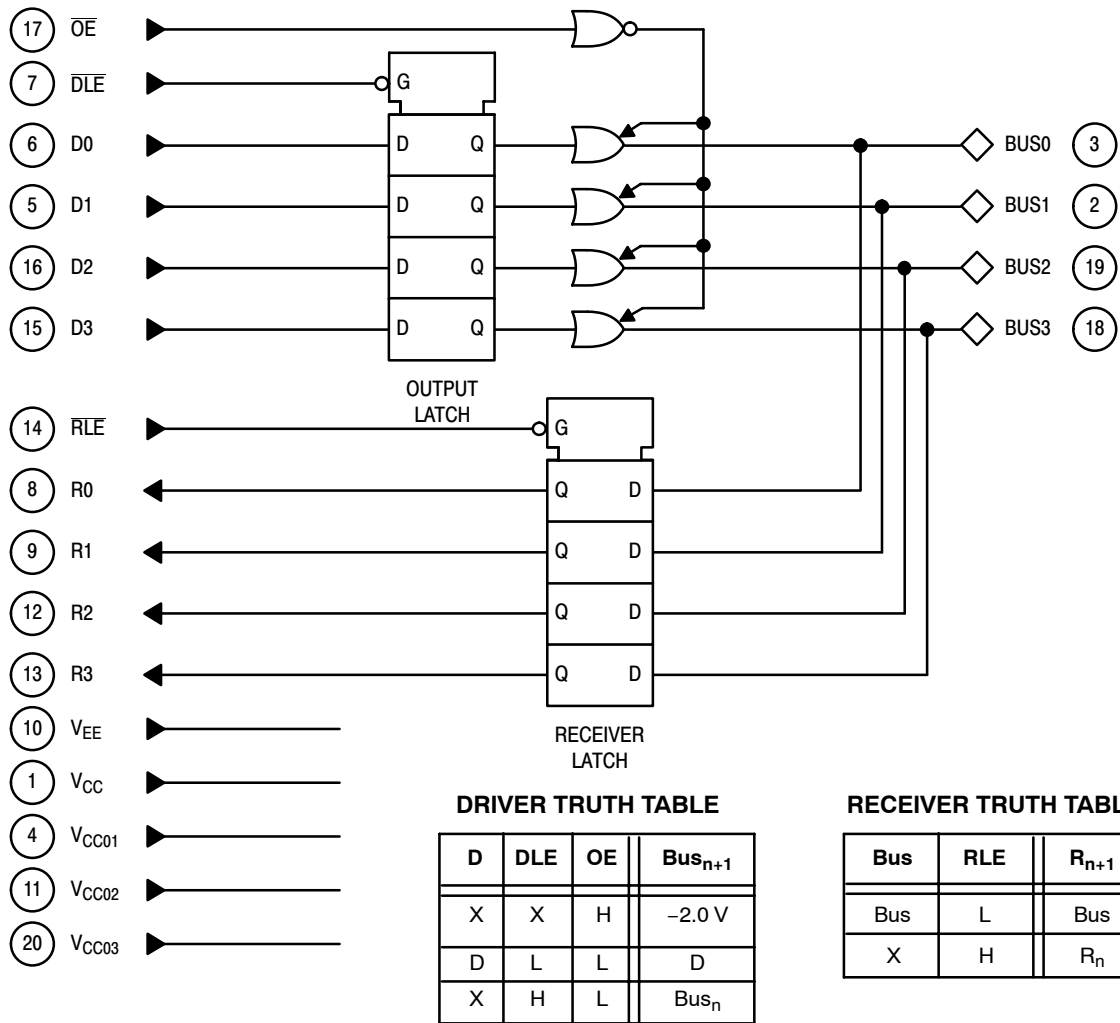 17 OE
7 DLE G
6 D0 D Q BUS0 3
5 D1 D Q BUS1 2
16 D2 D Q BUS2 19
15 D3 D Q BUS3 18
OUTPUT
LATCH
14 RLE G
8 R0 Q D
9 R1 Q D
12 R2 Q D
13 R3 Q D
RECEIVER
LATCH
10 VEE
1 VCC
4 VCC01
11 VCC02
20 VCC03
DRIVER TRUTH TABLE
D DLE OE Busn+1
X X H −2.0 V
D L L D
X H L Busn
RECEIVER TRUTH TABL
Bus RLE Rn+1
Bus L Bus
X H Rn